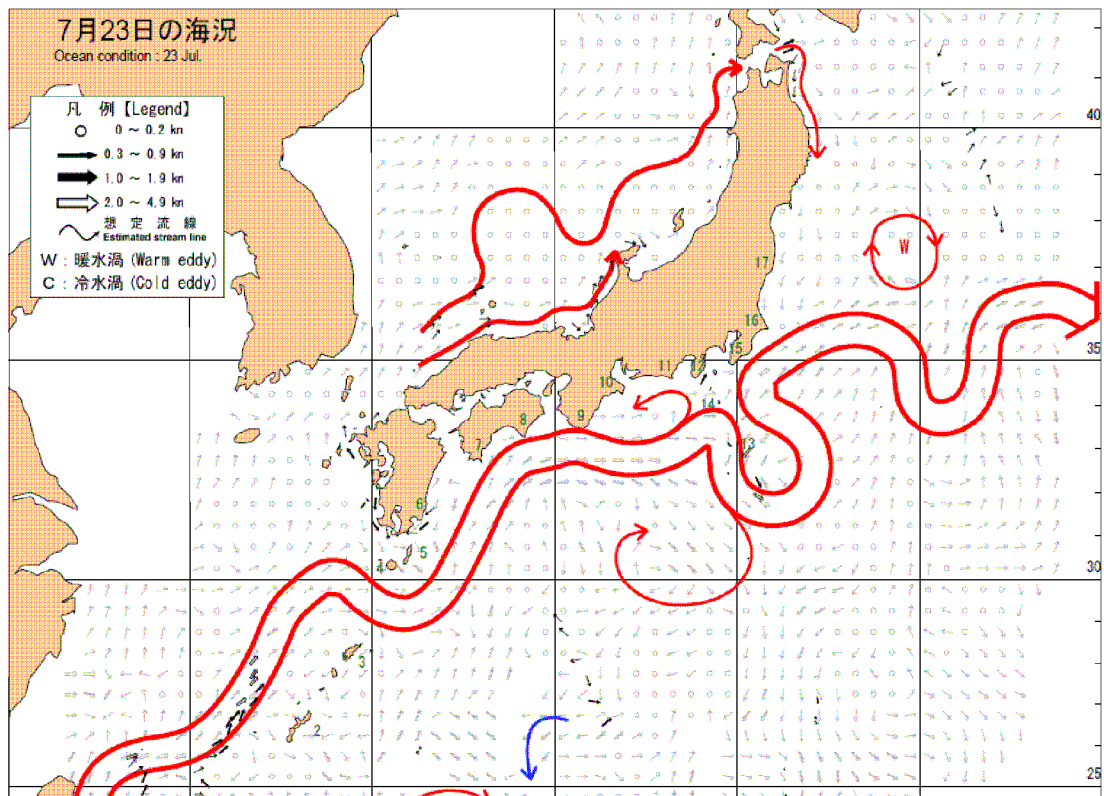 7月23日の海況
Ocean condition : 23 Jul.
凡 例【Legend】
0 ～ 0.2 kn
0.3 ～ 0.9 kn
1.0 ～ 1.9 kn
2.0 ～ 4.9 kn
想 定 流 線
Estimated stream line
W : 暖水渦 (Warm eddy)
C : 冷水渦 (Cold eddy)
40
W
17
16
15
35
12
11
10
14
9
8
13
7
6
5
4
30
3
2
25